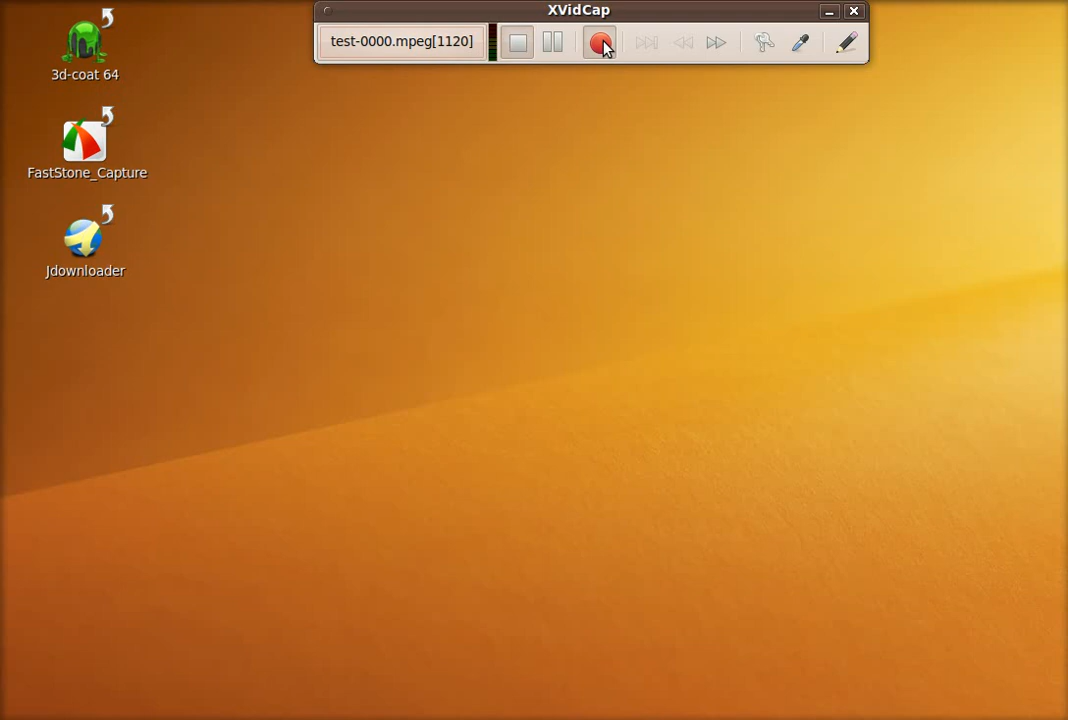 XVidCap
test-0000.mpeg[1120]
3d-coat 64
FastStone_Capture
Jdownloader